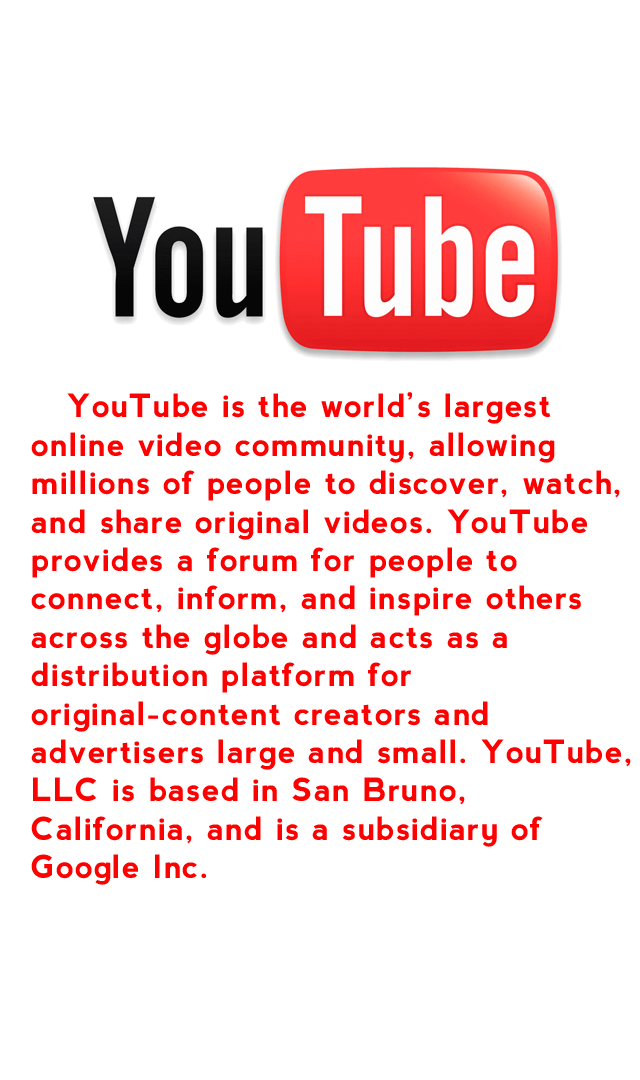 YouTube
YouTube is the world's largest
online video community, allowing
millions of people to discover, watch,
and share original videos. YouTube
provides a forum for people to
connect, inform, and inspire others
across the globe and acts as a
distribution platform for
original-content creators and
advertisers large and small. YouTube,
LLC is based in San Bruno,
California, and is a subsidiary of
Google Inc.